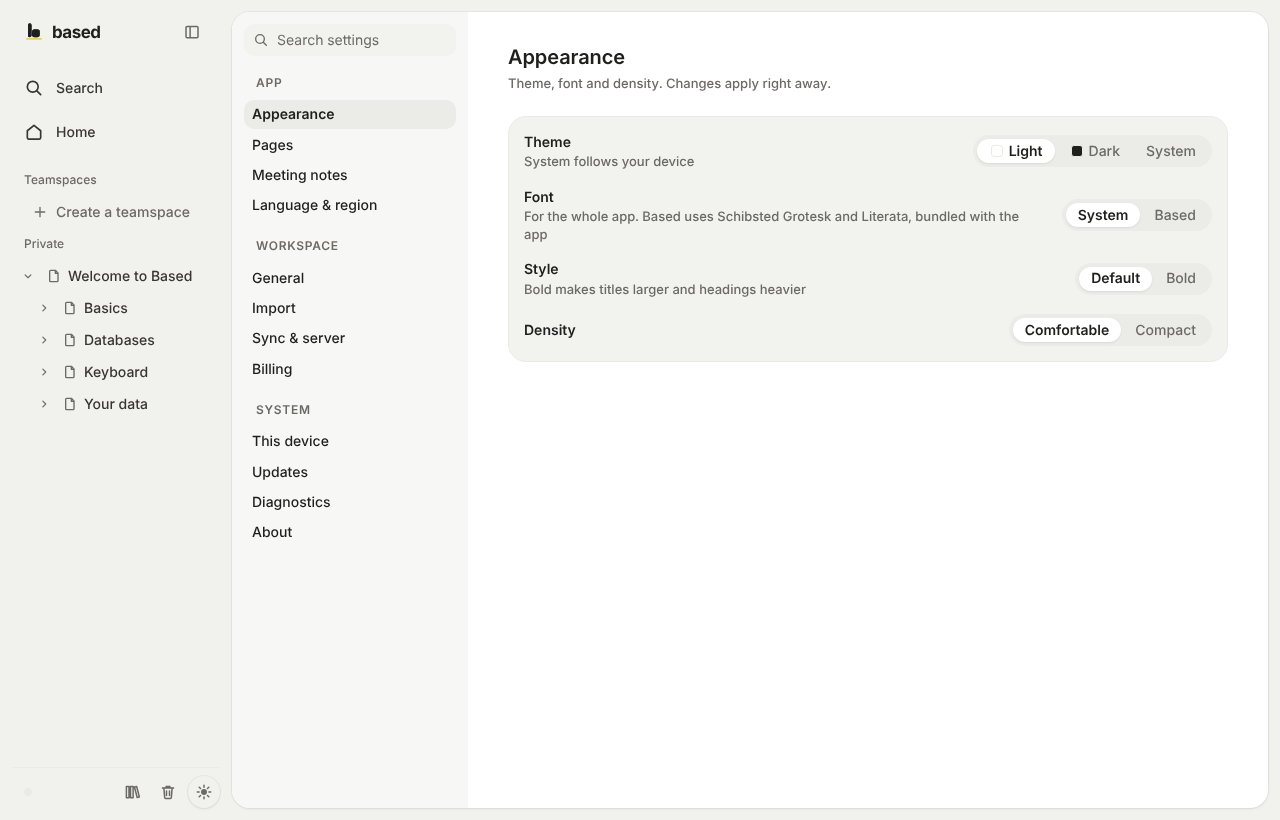 based
Search
Home
Teamspaces
Create a teamspace
Private
Welcome to Based
Basics
Databases
Keyboard
Your data
Search settings
APP
Appearance
Pages
Meeting notes
Language & region
WORKSPACE
General
Import
Sync & server
Billing
SYSTEM
This device
Updates
Diagnostics
About
Appearance
Theme, font and density. Changes apply right away.
Theme
System follows your device
Light Dark System
Font
For the whole app. Based uses Schibsted Grotesk and Literata, bundled with the
app
System Based
Style
Bold makes titles larger and headings heavier
Default Bold
Density
Comfortable Compact